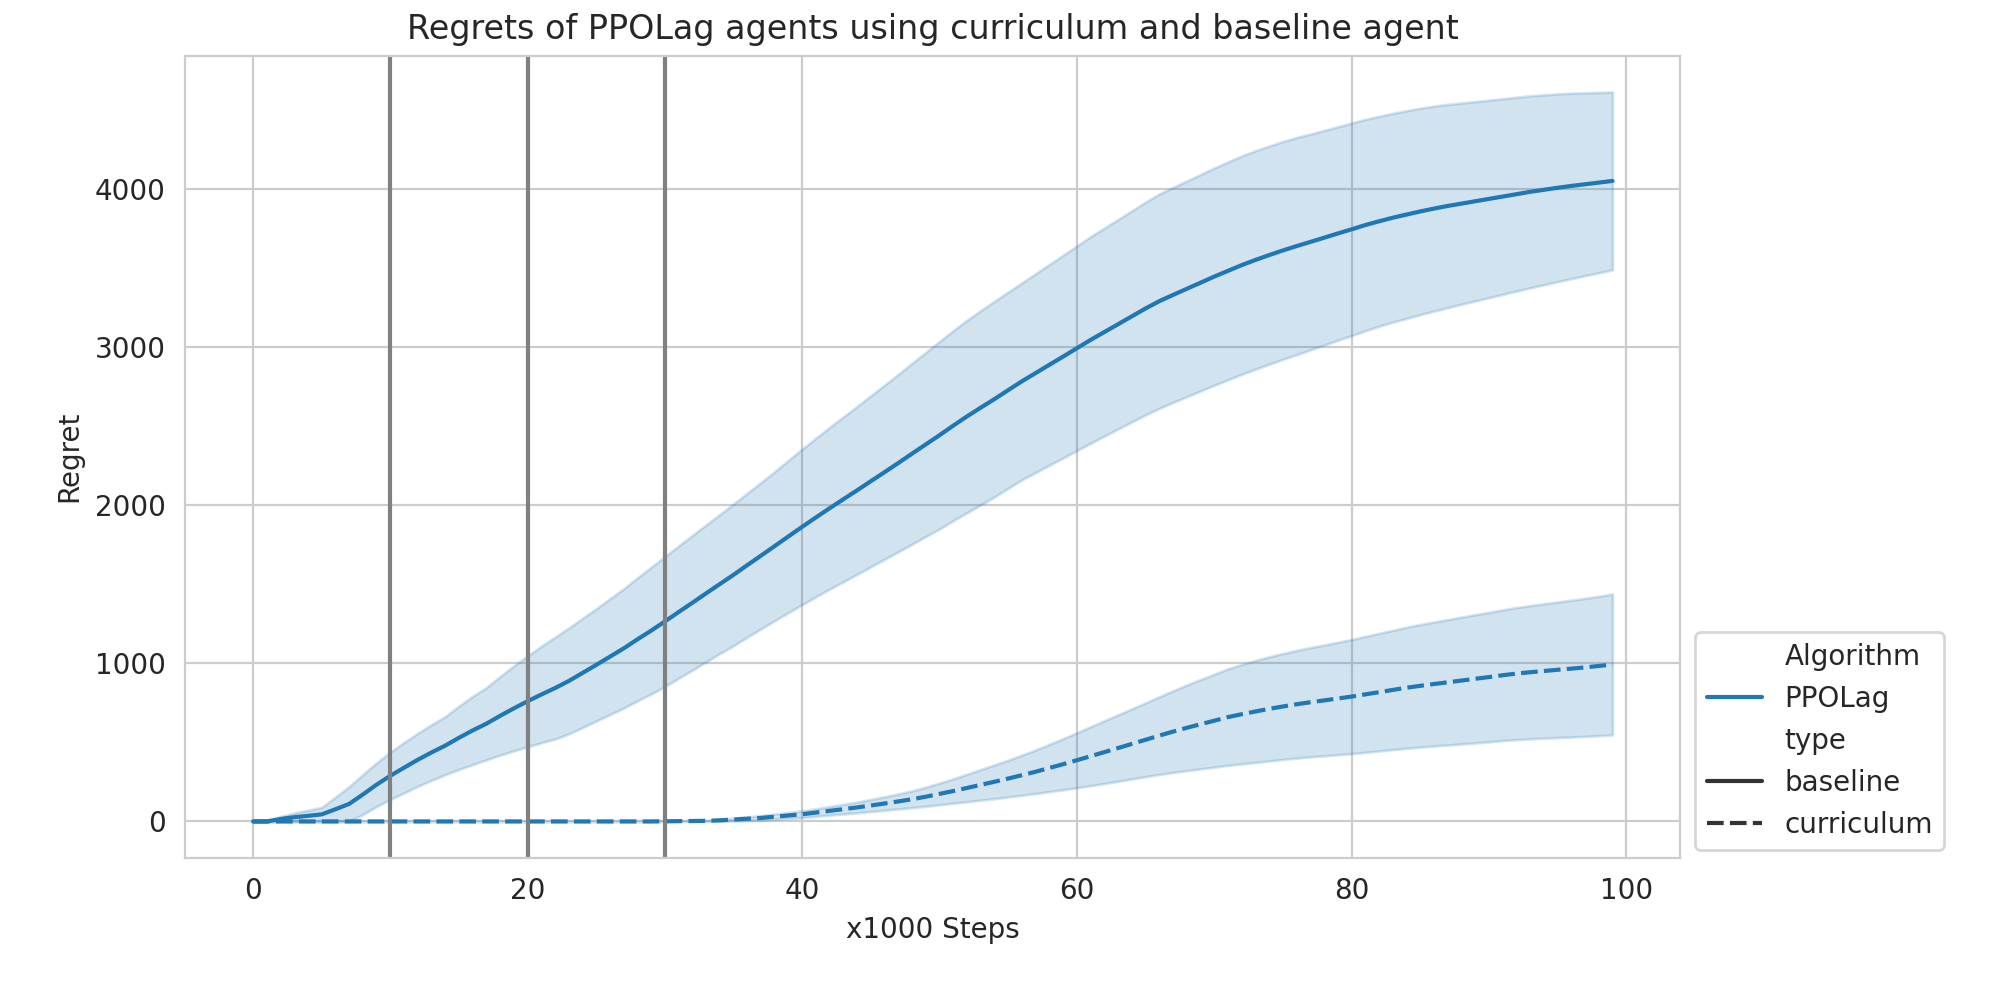 Regrets of PPOLag agents using curriculum and baseline agent
4000
3000
2000
1000
0
Regret
0 20 40 60 80 100
x1000 Steps
Algorithm
PPOLag
type
baseline
curriculum